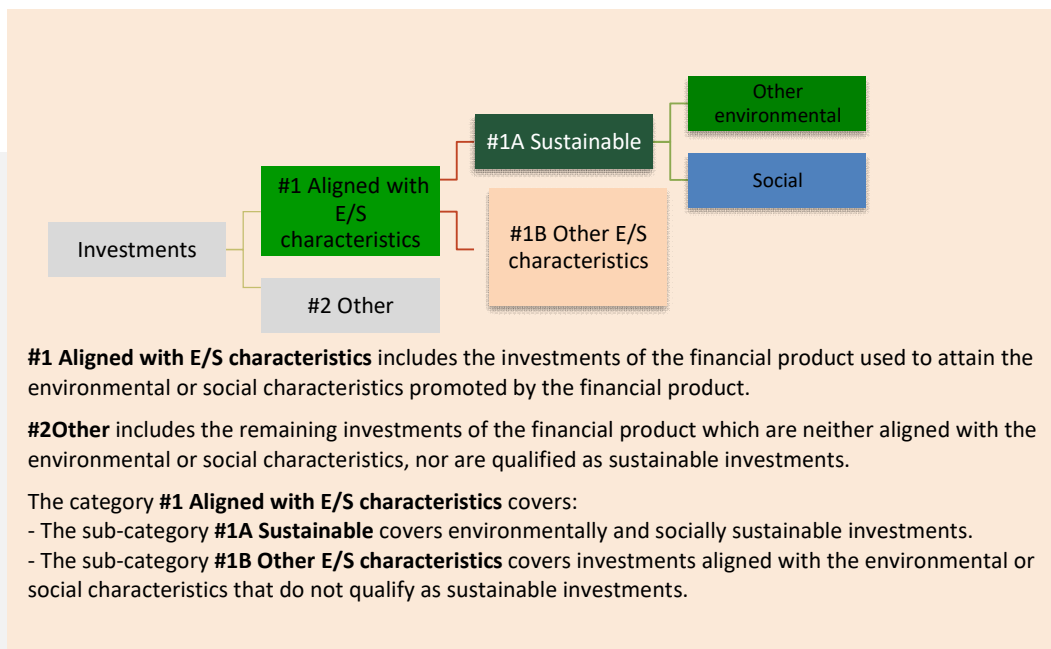 Other
environmental
#1A Sustainable
#1 Aligned with
E/S
characteristics
Social
Investments
#1B Other E/S
characteristics
#2 Other
#1 Aligned with E/S characteristics includes the investments of the financial product used to attain the
environmental or social characteristics promoted by the financial product.
#2Other includes the remaining investments of the financial product which are neither aligned with the
environmental or social characteristics, nor are qualified as sustainable investments.
The category #1 Aligned with E/S characteristics covers:
- The sub-category #1A Sustainable covers environmentally and socially sustainable investments.
- The sub-category #1B Other E/S characteristics covers investments aligned with the environmental or
social characteristics that do not qualify as sustainable investments.